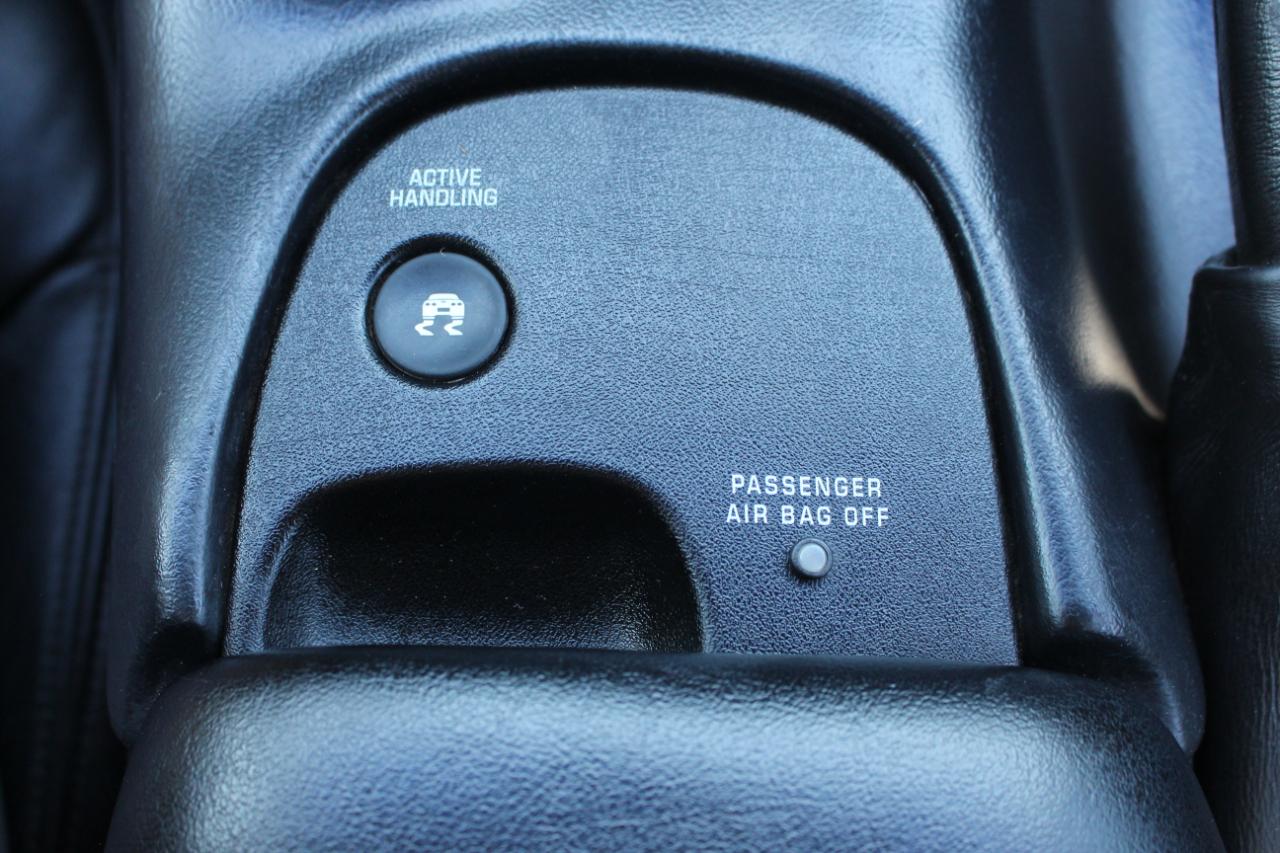 ACTIVE
HANDLING
PASSENGER
AIR BAG OFF